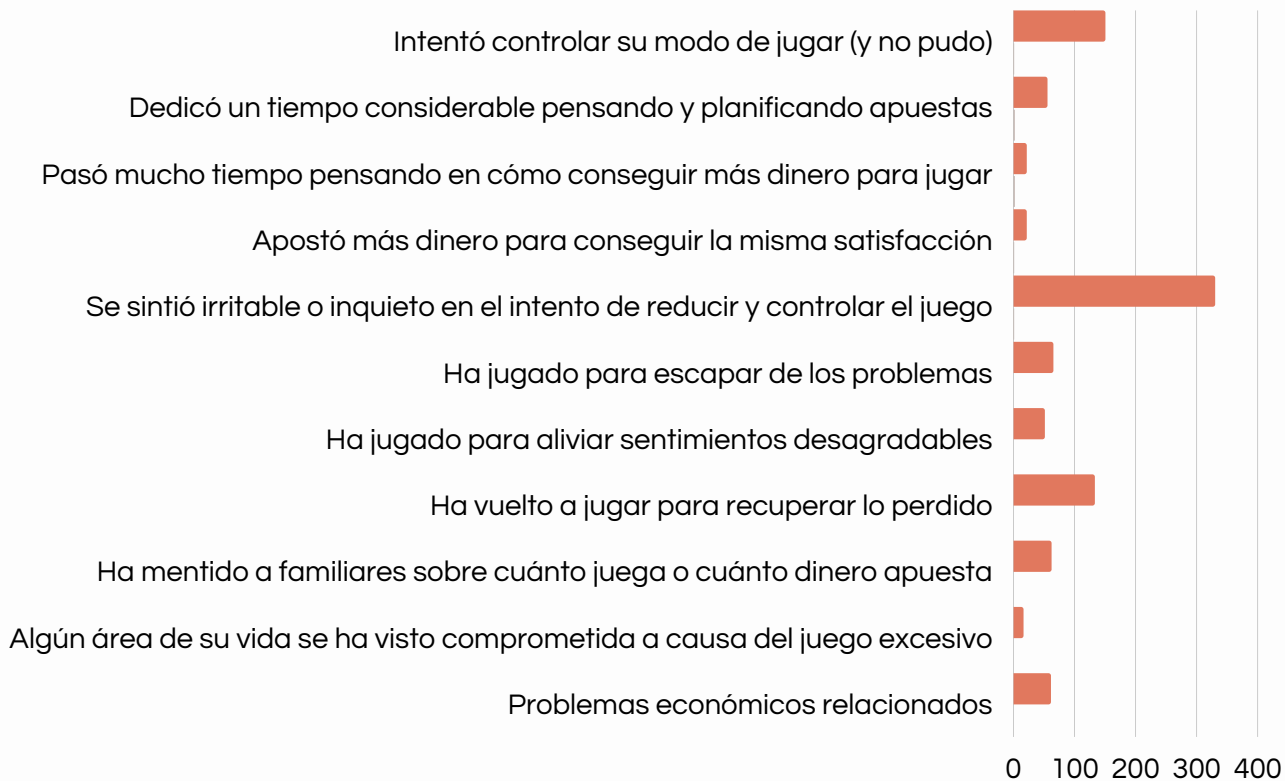 Intentó controlar su modo de jugar (y no pudo)
Dedicó un tiempo considerable pensando y planificando apuestas
Pasó mucho tiempo pensando en cómo conseguir más dinero para jugar
Apostó más dinero para conseguir la misma satisfacción
Se sintió irritable o inquieto en el intento de reducir y controlar el juego
Ha jugado para escapar de los problemas
Ha jugado para aliviar sentimientos desagradables
Ha vuelto a jugar para recuperar lo perdido
Ha mentido a familiares sobre cuánto juega o cuánto dinero apuesta
Algún área de su vida se ha visto comprometida a causa del juego excesivo
Problemas económicos relacionados
0 100 200 300 400